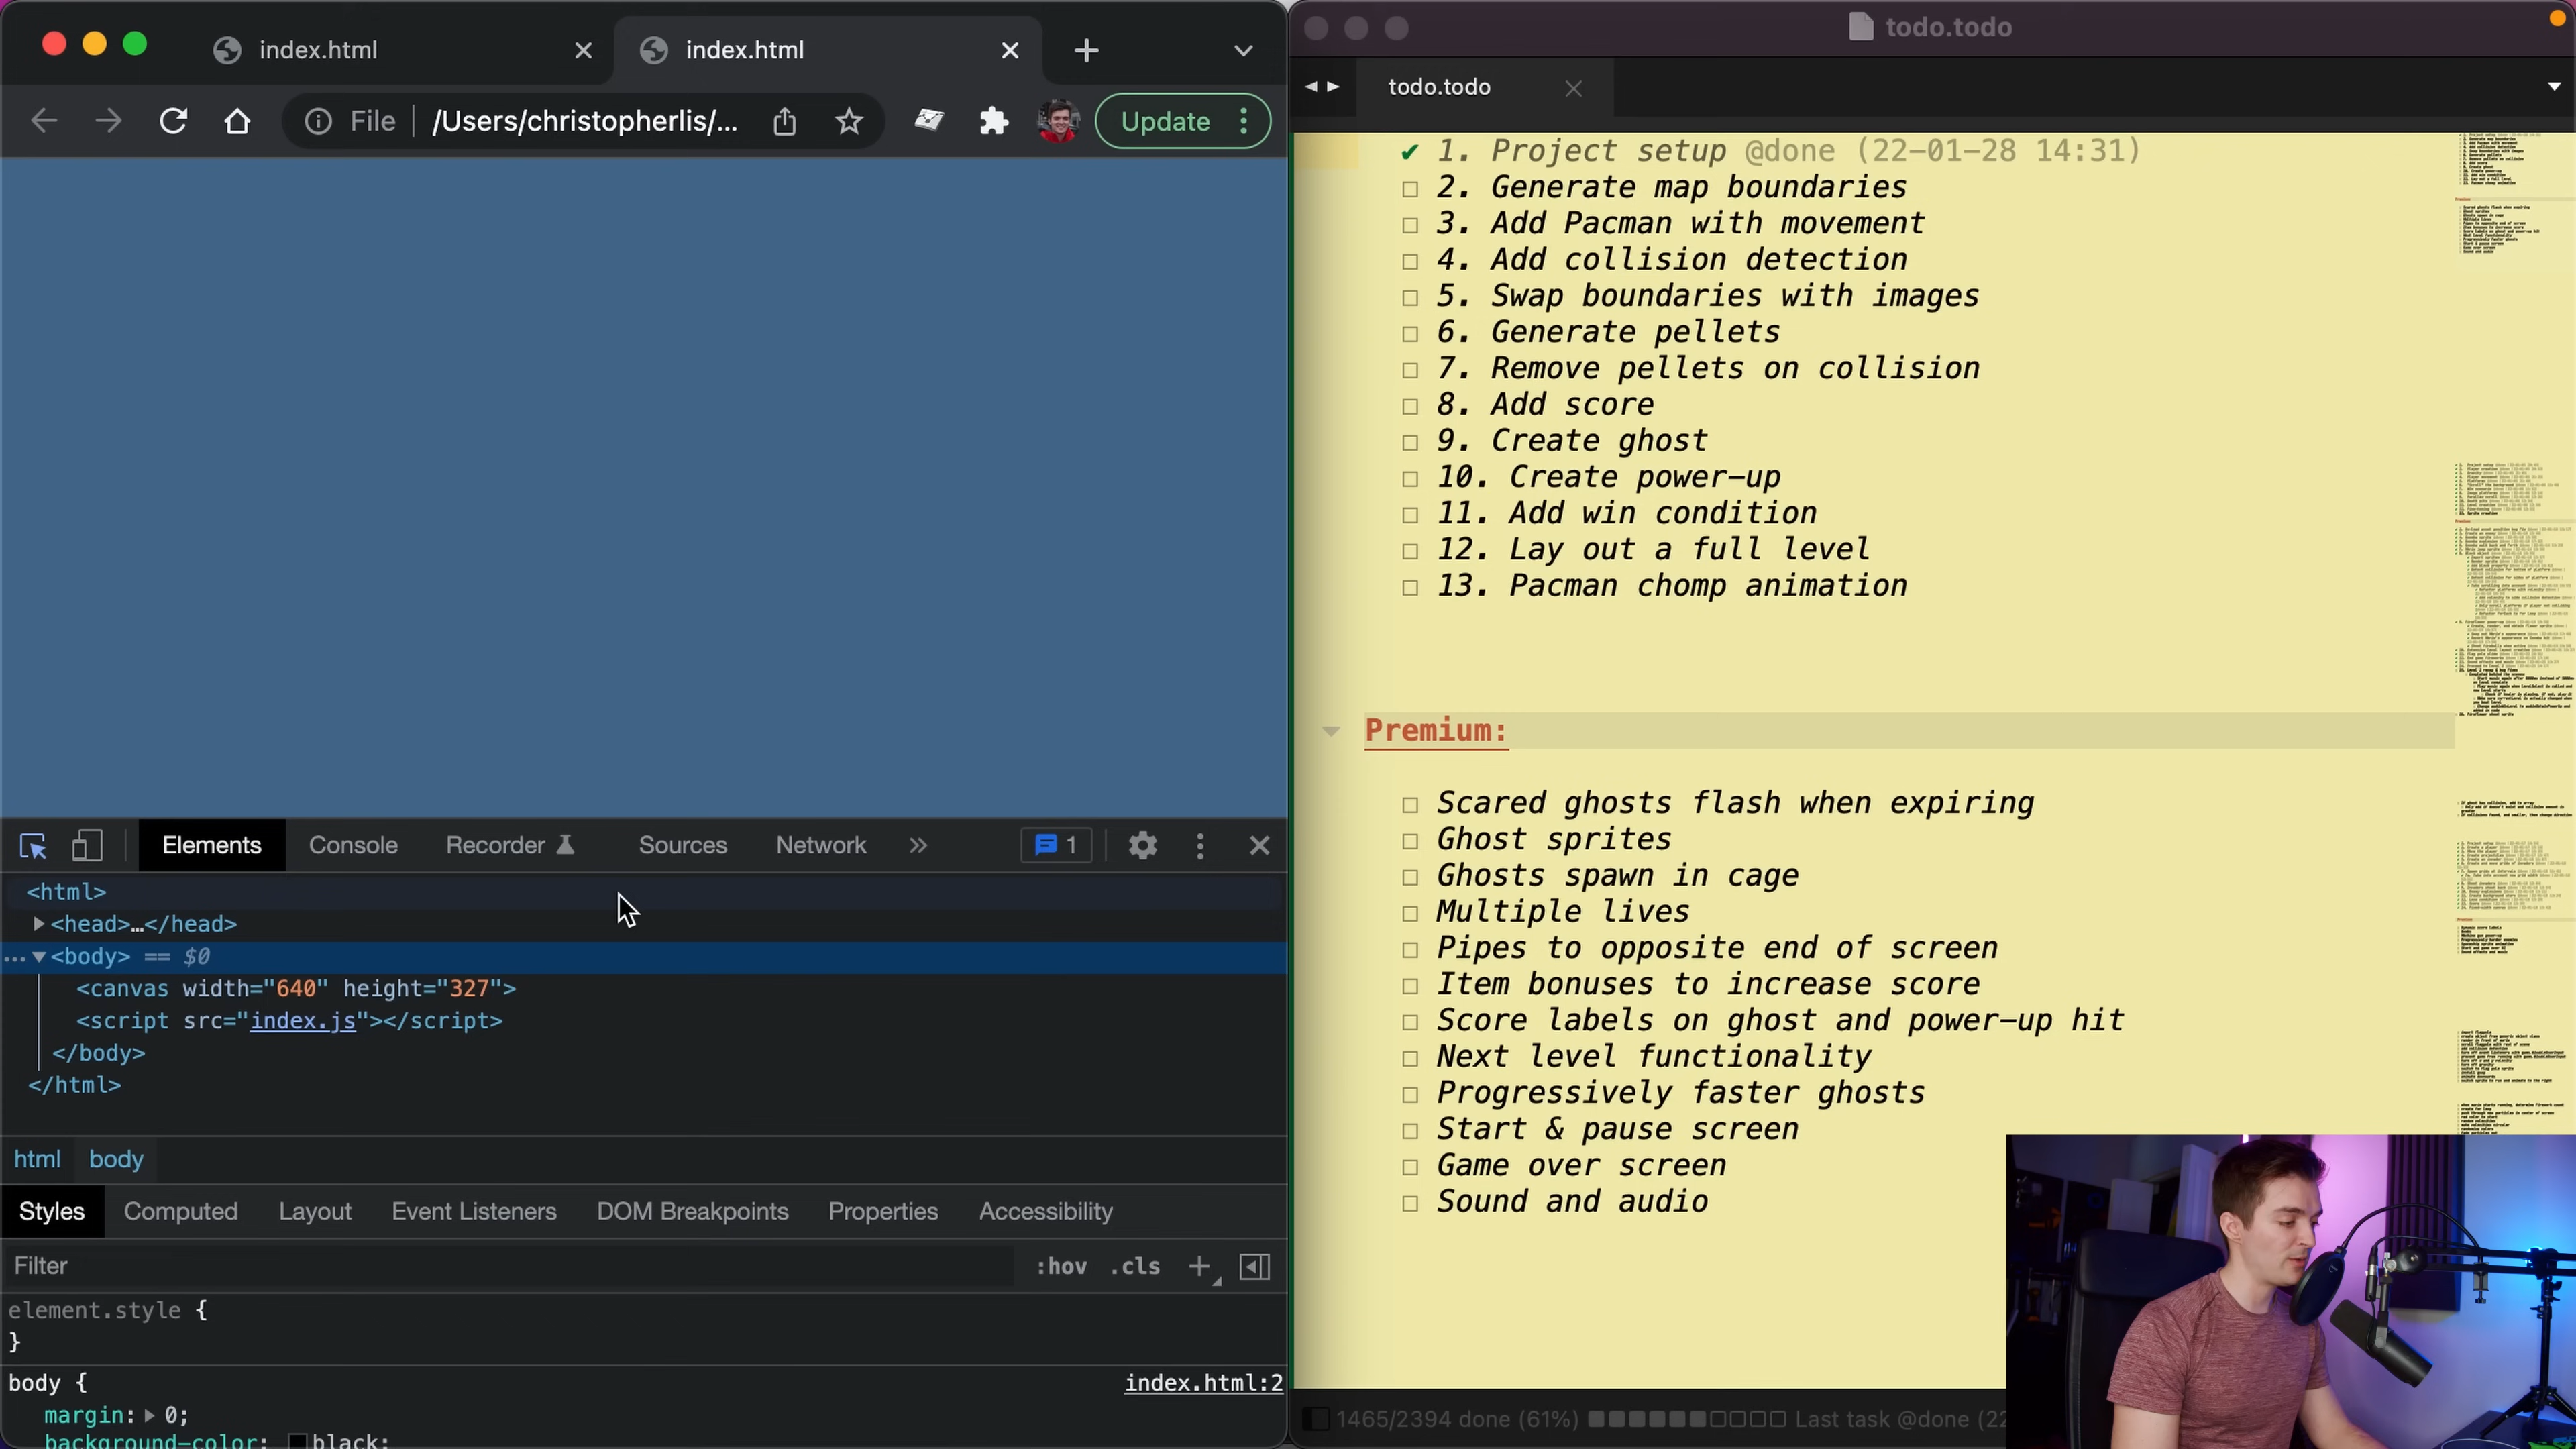 index.html
index.html
File
/Users/christopherlis/...
Update
Elements
Console
Recorder
Sources
Network
1
<html>
<head>…</head>
<body> == $0
<canvas width="640" height="327">
<script src="index.js"></script>
</body>
</html>
html
body
Styles
Computed
Layout
Event Listeners
DOM Breakpoints
Properties
Accessibility
Filter
:hov
.cls
element.style {
}
body {
index.html:2
margin: 0;
background-color: black;
todo.todo
todo.todo
1. Project setup @done (22-01-28 14:31)
2. Generate map boundaries
3. Add Pacman with movement
4. Add collision detection
5. Swap boundaries with images
6. Generate pellets
7. Remove pellets on collision
8. Add score
9. Create ghost
10. Create power-up
11. Add win condition
12. Lay out a full level
13. Pacman chomp animation
Premium:
Scared ghosts flash when expiring
Ghost sprites
Ghosts spawn in cage
Multiple lives
Pipes to opposite end of screen
Item bonuses to increase score
Score labels on ghost and power-up hit
Next level functionality
Progressively faster ghosts
Start & pause screen
Game over screen
Sound and audio
1465/2394 done (61%)
Last task @done (22